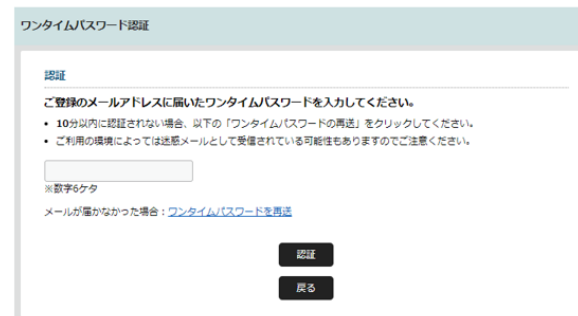 ワンタイムパスワード認証
認証
ご登録のメールアドレスに届いたワンタイムパスワードを入力してください。
• 10分以内に認証されない場合、以下の「ワンタイムパスワードの再送」をクリックしてください。
• ご利用の環境によっては迷惑メールとして受信されている可能性もありますのでご注意ください。
※数字6ケタ
メールが届かなかった場合：ワンタイムパスワードを再送
認証
戻る